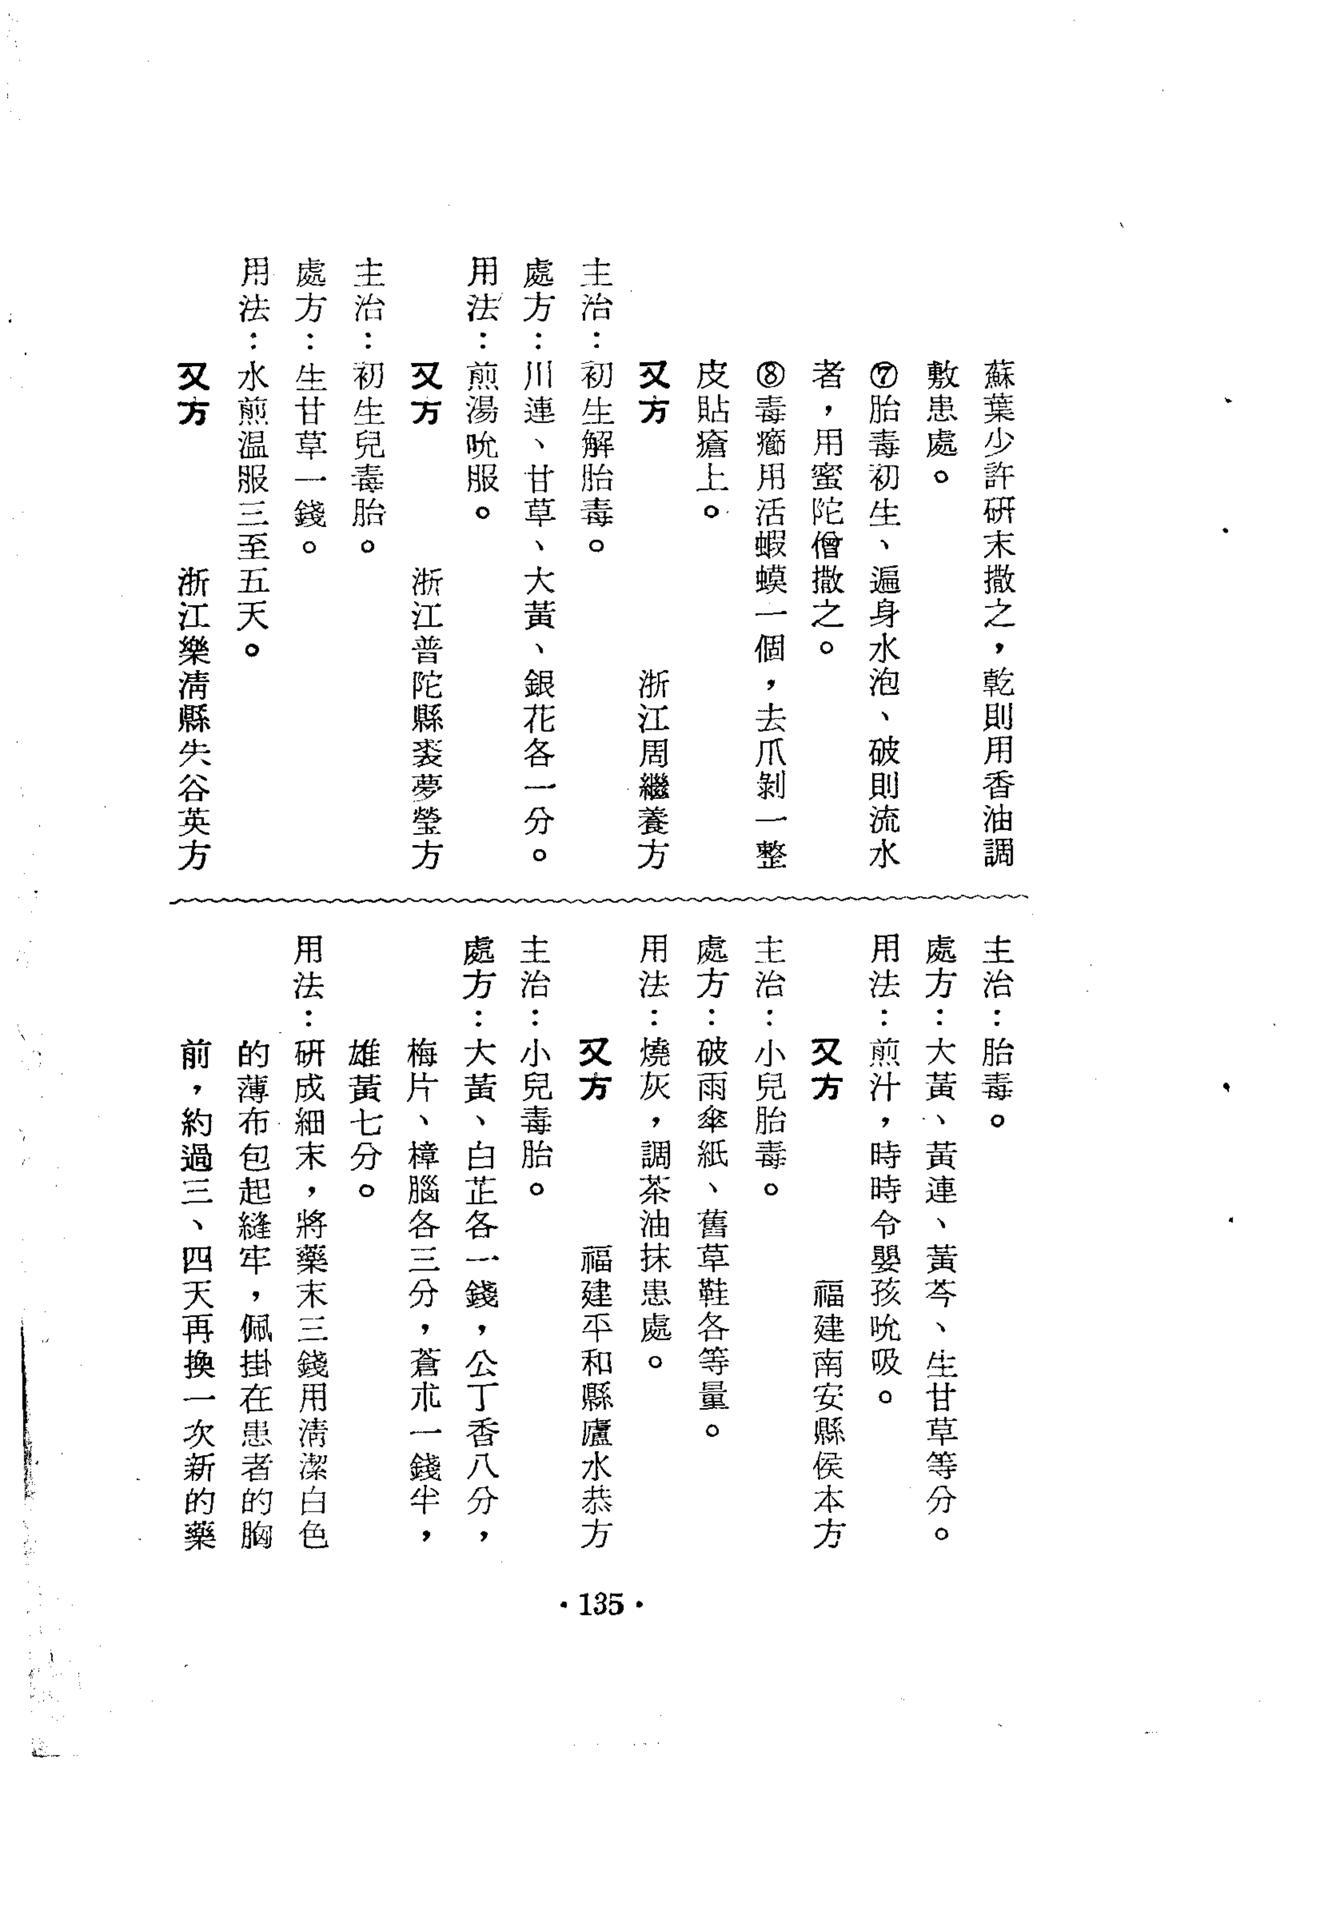 蘇葉少許研末撒之，乾則用香油調
敷患處。
⑦胎毒初生、遍身水泡、破則流水
者，用蜜陀僧撒之。
⑧毒癤用活蝦蟆一個，去爪剝一整
皮貼瘡上。
又方　浙江周繼養方
主治：初生解胎毒。
處方：川連、甘草、大黃、銀花各一分。
用法：煎湯吮服。
又方　浙江普陀縣裘夢瑩方
主治：初生兒毒胎。
處方：生甘草一錢。
用法：水煎溫服三至五天。
又方　浙江樂清縣失谷英方
主治：胎毒。
處方：大黃、黃連、黃芩、生甘草等分。
用法：煎汁，時時令嬰孩吮吸。
又方　福建南安縣侯本方
主治：小兒胎毒。
處方：破雨傘紙、舊草鞋各等量。
用法：燒灰，調茶油抹患處。
又方　福建平和縣廬水恭方
主治：小兒毒胎。
處方：大黃、白芷各一錢，公丁香八分，
梅片、樟腦各三分，蒼朮一錢半，
雄黃七分。
用法：研成細末，將藥末三錢用清潔白色
的薄布包起縫牢，佩掛在患者的胸
前，約過三、四天再換一次新的藥
·135·